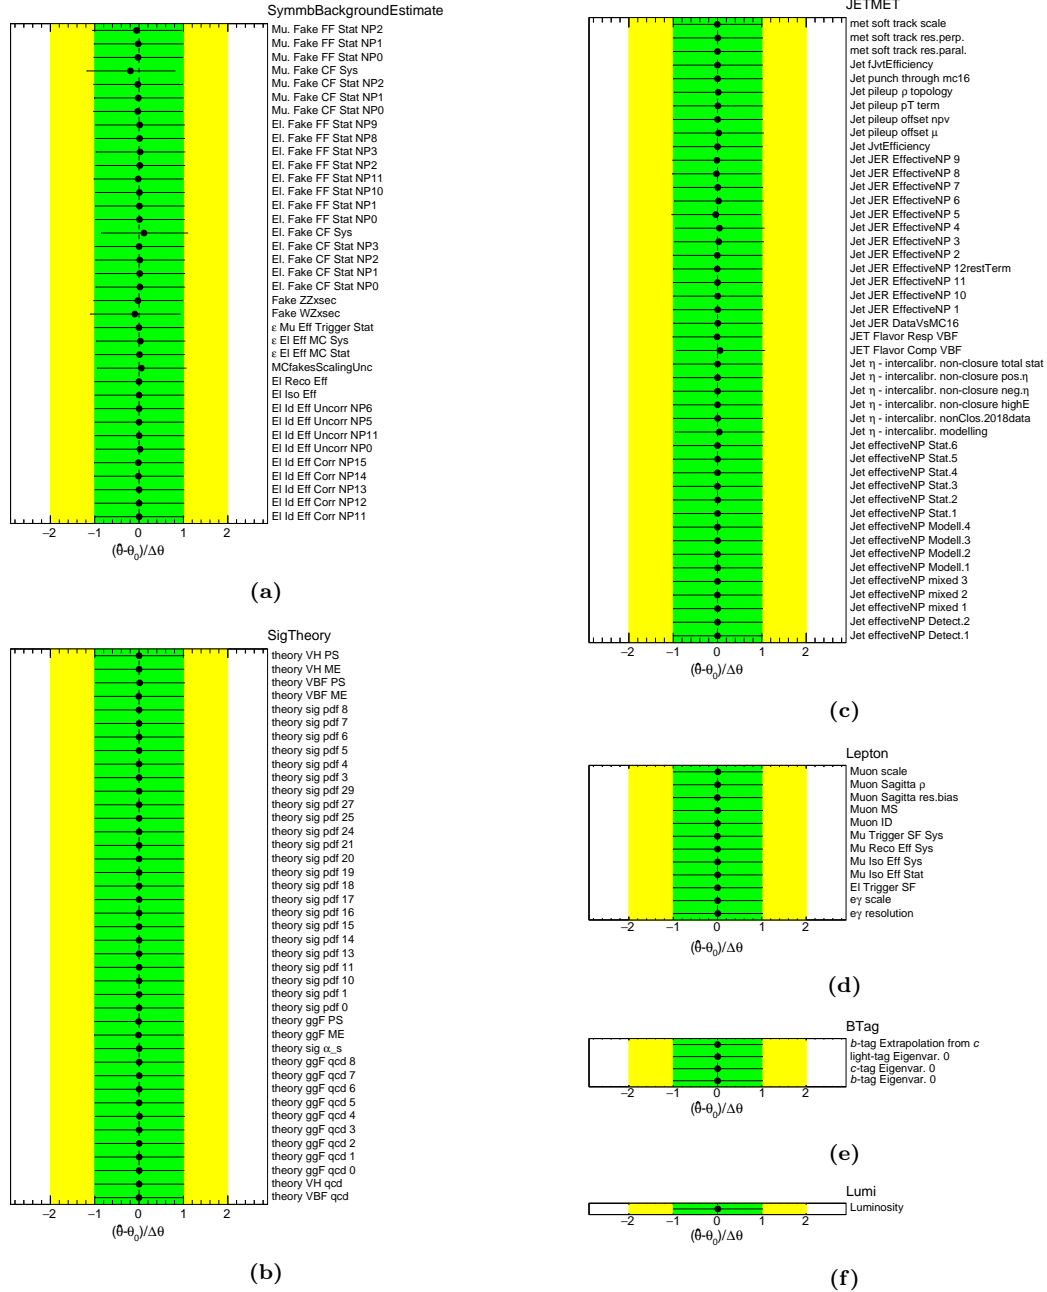 SymmbBackgroundEstimate
Mu. Fake FF Stat NP2
Mu. Fake FF Stat NP1
Mu. Fake FF Stat NP0
Mu. Fake CF Sys
Mu. Fake CF Stat NP2
Mu. Fake CF Stat NP1
Mu. Fake CF Stat NP0
El. Fake FF Stat NP9
El. Fake FF Stat NP8
El. Fake FF Stat NP3
El. Fake FF Stat NP2
El. Fake FF Stat NP11
El. Fake FF Stat NP10
El. Fake FF Stat NP1
El. Fake FF Stat NP0
El. Fake CF Sys
El. Fake CF Stat NP3
El. Fake CF Stat NP2
El. Fake CF Stat NP1
El. Fake CF Stat NP0
Fake ZZxsec
Fake WZxsec
ε Mu Eff Trigger Stat
ε El Eff MC Sys
ε El Eff MC Stat
MCfakesScalingUnc
El Reco Eff
El Iso Eff
El Id Eff Uncorr NP6
El Id Eff Uncorr NP5
El Id Eff Uncorr NP11
El Id Eff Uncorr NP0
El Id Eff Corr NP15
El Id Eff Corr NP14
El Id Eff Corr NP13
El Id Eff Corr NP12
El Id Eff Corr NP11
−2 −1 0 1 2
(θ̂-θ₀)/Δθ
(a)
SigTheory
theory VH PS
theory VH ME
theory VBF PS
theory VBF ME
theory sig pdf 8
theory sig pdf 7
theory sig pdf 6
theory sig pdf 5
theory sig pdf 4
theory sig pdf 3
theory sig pdf 29
theory sig pdf 27
theory sig pdf 25
theory sig pdf 24
theory sig pdf 21
theory sig pdf 20
theory sig pdf 19
theory sig pdf 18
theory sig pdf 17
theory sig pdf 16
theory sig pdf 15
theory sig pdf 14
theory sig pdf 13
theory sig pdf 11
theory sig pdf 10
theory sig pdf 1
theory sig pdf 0
theory ggF PS
theory ggF ME
theory sig α_s
theory ggF qcd 8
theory ggF qcd 7
theory ggF qcd 6
theory ggF qcd 5
theory ggF qcd 4
theory ggF qcd 3
theory ggF qcd 2
theory ggF qcd 1
theory ggF qcd 0
theory VH qcd
theory VBF qcd
−2 −1 0 1 2
(θ̂-θ₀)/Δθ
(b)
JETMET
met soft track scale
met soft track res.perp.
met soft track res.paral.
Jet fJvtEfficiency
Jet punch through mc16
Jet pileup ρ topology
Jet pileup pT term
Jet pileup offset npv
Jet pileup offset μ
Jet JvtEfficiency
Jet JER EffectiveNP 9
Jet JER EffectiveNP 8
Jet JER EffectiveNP 7
Jet JER EffectiveNP 6
Jet JER EffectiveNP 5
Jet JER EffectiveNP 4
Jet JER EffectiveNP 3
Jet JER EffectiveNP 2
Jet JER EffectiveNP 12restTerm
Jet JER EffectiveNP 11
Jet JER EffectiveNP 10
Jet JER EffectiveNP 1
Jet JER DataVsMC16
JET Flavor Resp VBF
JET Flavor Comp VBF
Jet η - intercalibr. non-closure total stat
Jet η - intercalibr. non-closure pos.η
Jet η - intercalibr. non-closure neg.η
Jet η - intercalibr. non-closure highE
Jet η - intercalibr. nonClos.2018data
Jet η - intercalibr. modelling
Jet effectiveNP Stat.6
Jet effectiveNP Stat.5
Jet effectiveNP Stat.4
Jet effectiveNP Stat.3
Jet effectiveNP Stat.2
Jet effectiveNP Stat.1
Jet effectiveNP Modell.4
Jet effectiveNP Modell.3
Jet effectiveNP Modell.2
Jet effectiveNP Modell.1
Jet effectiveNP mixed 3
Jet effectiveNP mixed 2
Jet effectiveNP mixed 1
Jet effectiveNP Detect.2
Jet effectiveNP Detect.1
−2 −1 0 1 2
(θ̂-θ₀)/Δθ
(c)
Lepton
Muon scale
Muon Sagitta ρ
Muon Sagitta res.bias
Muon MS
Muon ID
Mu Trigger SF Sys
Mu Reco Eff Sys
Mu Iso Eff Sys
Mu Iso Eff Stat
El Trigger SF
eγ scale
eγ resolution
−2 −1 0 1 2
(θ̂-θ₀)/Δθ
(d)
BTag
b-tag Extrapolation from c
light-tag Eigenvar. 0
c-tag Eigenvar. 0
b-tag Eigenvar. 0
−2 −1 0 1 2
(θ̂-θ₀)/Δθ
(e)
Lumi
Luminosity
−2 −1 0 1 2
(θ̂-θ₀)/Δθ
(f)